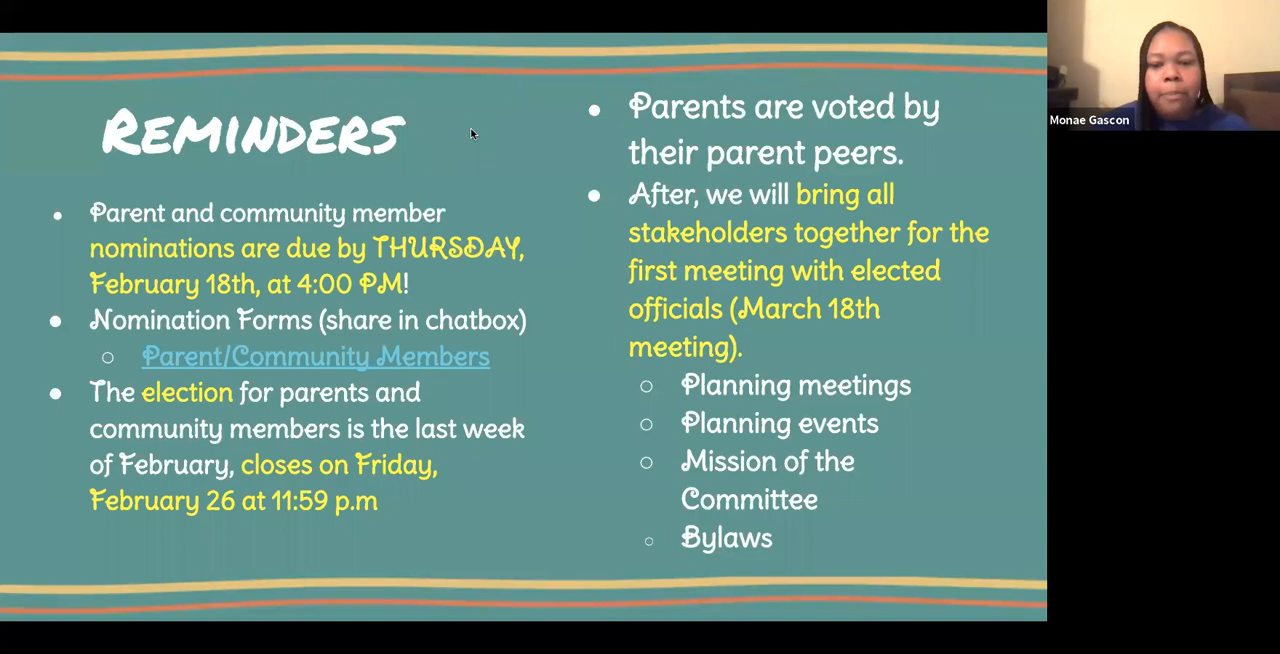 Reminders
• Parent and community member
nominations are due by THURSDAY,
February 18th, at 4:00 PM!
• Nomination Forms (share in chatbox)
○ Parent/Community Members
• The election for parents and
community members is the last week
of February, closes on Friday,
February 26 at 11:59 p.m
• Parents are voted by
their parent peers.
• After, we will bring all
stakeholders together for the
first meeting with elected
officials (March 18th
meeting).
○ Planning meetings
○ Planning events
○ Mission of the
Committee
○ Bylaws
Monae Gascon